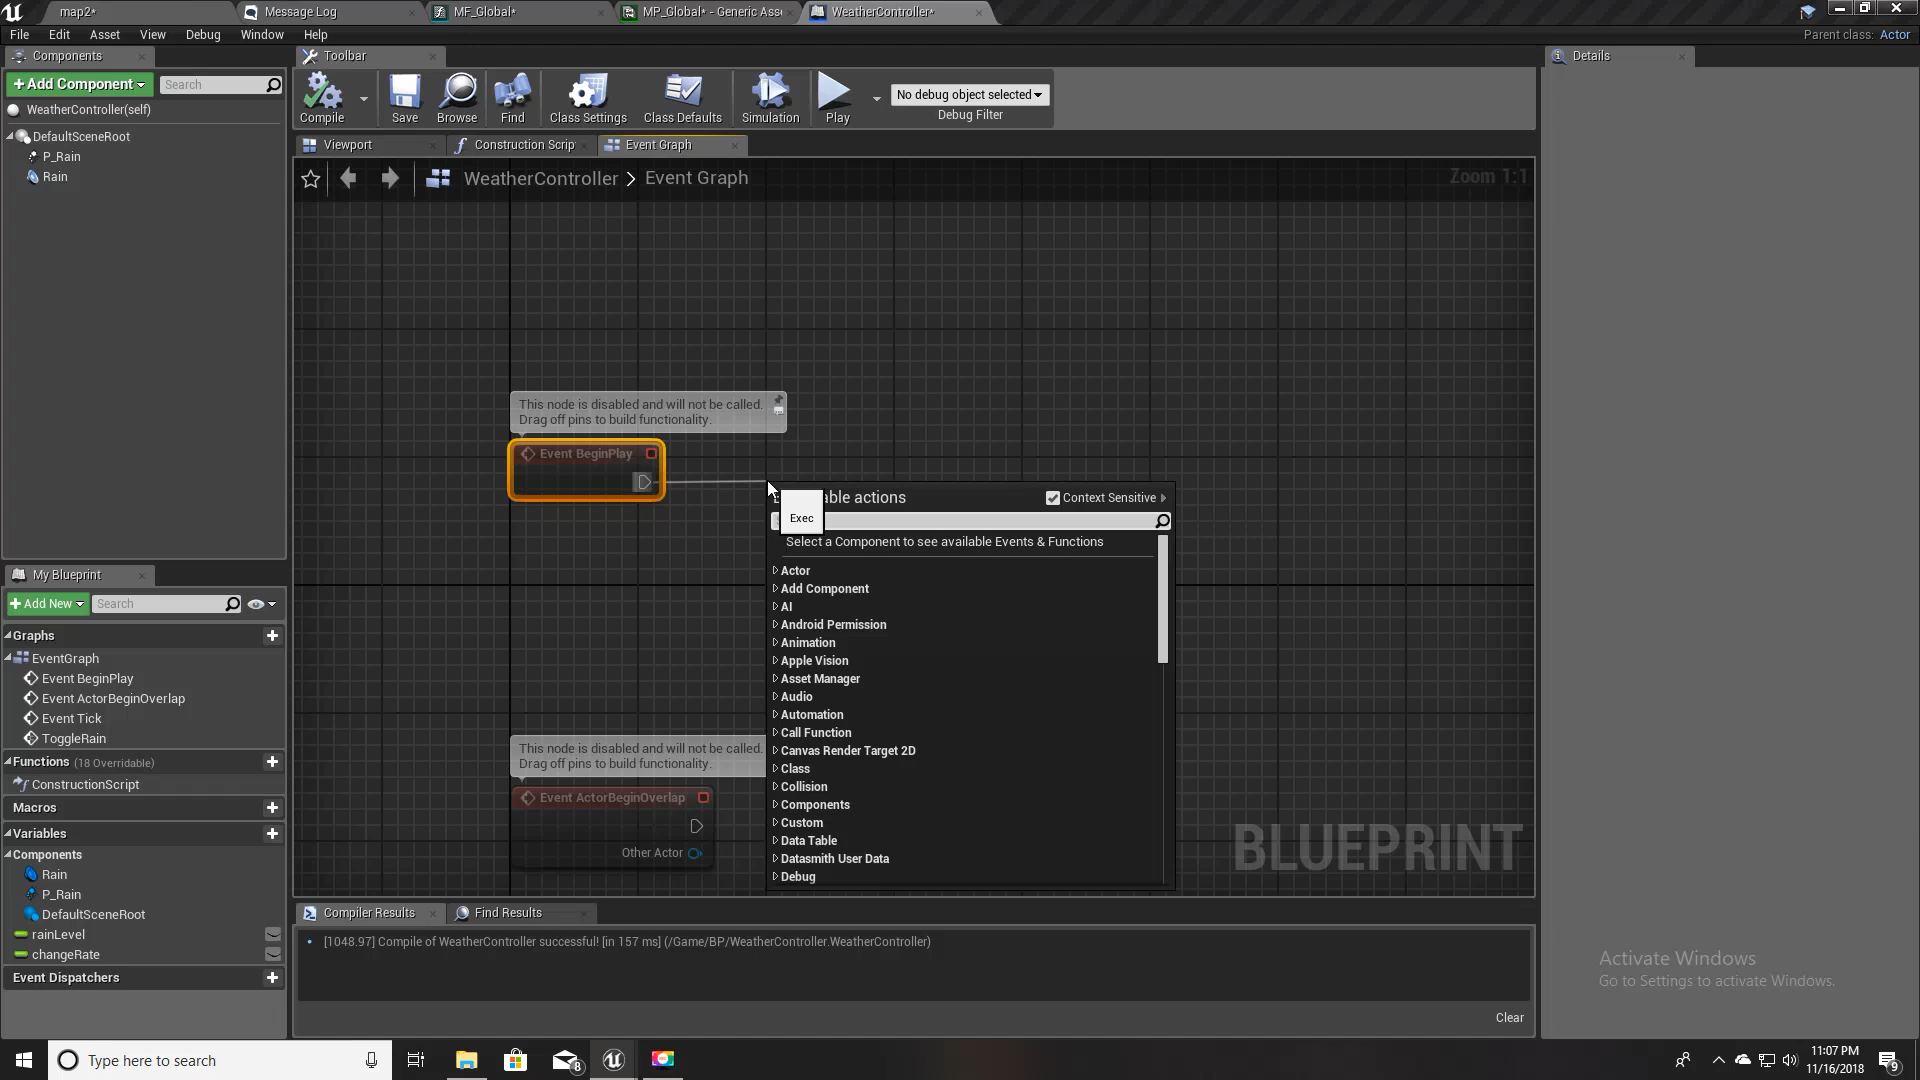 map2*
Message Log
MF_Global*
MP_Global* - Generic Ass
WeatherController*
File
Edit
Asset
View
Debug
Window
Help
Parent class: Actor
Components
Toolbar
Details
+ Add Component
Search
WeatherController(self)
DefaultSceneRoot
P_Rain
Rain
Compile
Save
Browse
Find
Class Settings
Class Defaults
Simulation
Play
No debug object selected
Debug Filter
Viewport
Construction Scrip
Event Graph
WeatherController > Event Graph
Zoom 1:1
This node is disabled and will not be called.
Drag off pins to build functionality.
Event BeginPlay
able actions
Context Sensitive
Exec
Select a Component to see available Events & Functions
Actor
Add Component
AI
Android Permission
Animation
Apple Vision
Asset Manager
Audio
Automation
Call Function
Canvas Render Target 2D
Class
Collision
Components
Custom
Data Table
Datasmith User Data
Debug
This node is disabled and will not be called.
Drag off pins to build functionality.
Event ActorBeginOverlap
Other Actor
BLUEPRINT
My Blueprint
+ Add New
Search
Graphs
EventGraph
Event BeginPlay
Event ActorBeginOverlap
Event Tick
ToggleRain
Functions (18 Overridable)
ConstructionScript
Macros
Variables
Components
Rain
P_Rain
DefaultSceneRoot
rainLevel
changeRate
Event Dispatchers
Compiler Results
Find Results
[1048.97] Compile of WeatherController successful! [in 157 ms] (/Game/BP/WeatherController.WeatherController)
Clear
Activate Windows
Go to Settings to activate Windows.
Type here to search
8
11:07 PM
11/16/2018
9